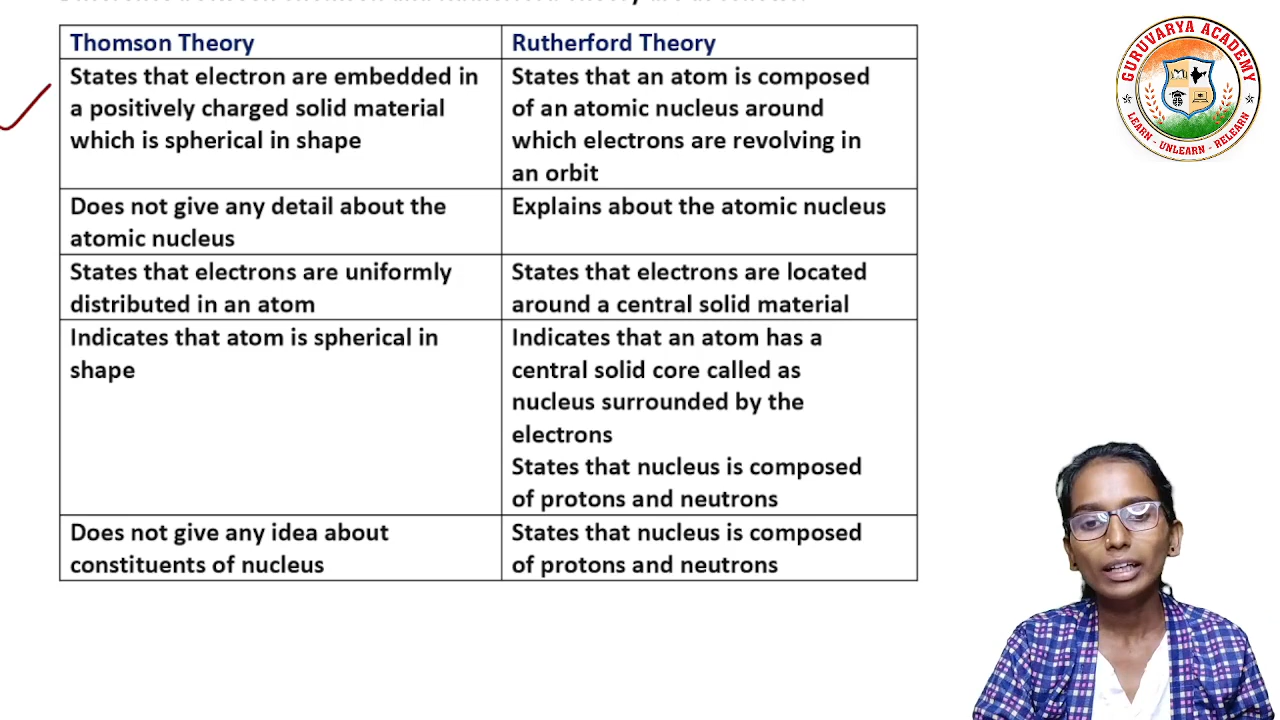 Thomson Theory
Rutherford Theory
States that electron are embedded in
a positively charged solid material
which is spherical in shape
States that an atom is composed
of an atomic nucleus around
which electrons are revolving in
an orbit
Does not give any detail about the
atomic nucleus
Explains about the atomic nucleus
States that electrons are uniformly
distributed in an atom
States that electrons are located
around a central solid material
Indicates that atom is spherical in
shape
Indicates that an atom has a
central solid core called as
nucleus surrounded by the
electrons
States that nucleus is composed
of protons and neutrons
Does not give any idea about
constituents of nucleus
States that nucleus is composed
of protons and neutrons
GURUVARYA ACADEMY
LEARN - UNLEARN - RELEARN